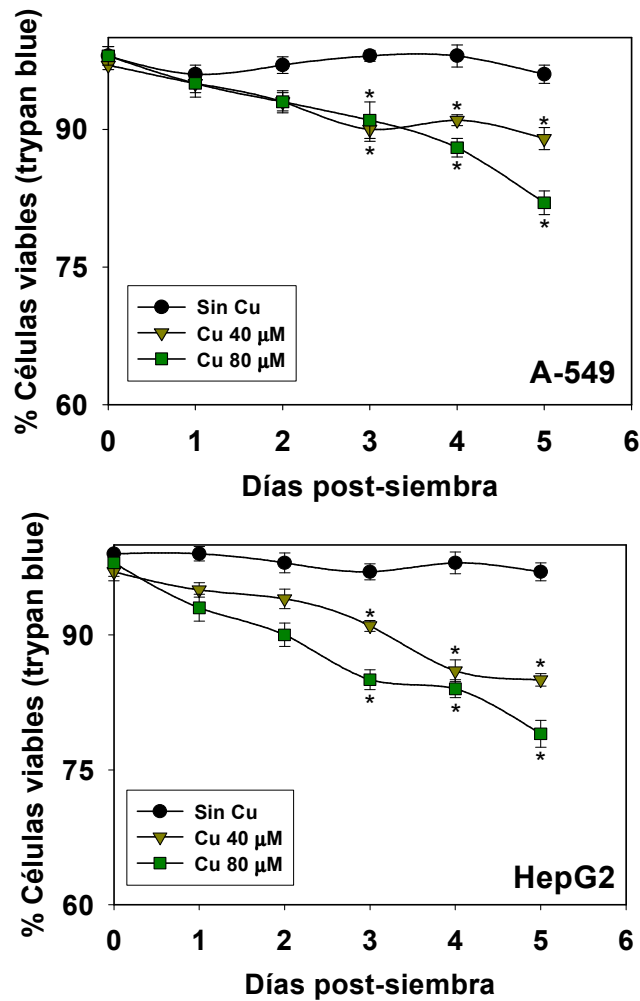 % Células viables (trypan blue)
90
75
60
*
*
*
*
*
*
Sin Cu
Cu 40 μM
Cu 80 μM
A-549
0 1 2 3 4 5 6
Días post-siembra
% Células viables (trypan blue)
90
75
60
*
*
*
*
*
*
Sin Cu
Cu 40 μM
Cu 80 μM
HepG2
0 1 2 3 4 5 6
Días post-siembra